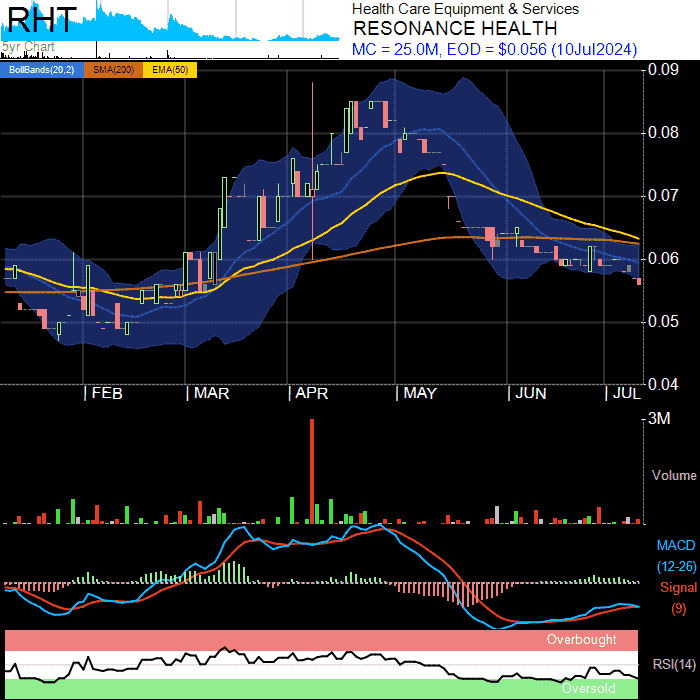 RHT
5yr Chart
Health Care Equipment & Services
RESONANCE HEALTH
MC = 25.0M, EOD = $0.056 (10Jul2024)
BollBands(20,2) SMA(200) EMA(50)
0.09
0.08
0.07
0.06
0.05
0.04
| FEB | MAR | APR | MAY | JUN | JUL
3M
Volume
MACD
(12-26)
Signal
(9)
Overbought
RSI(14)
Oversold